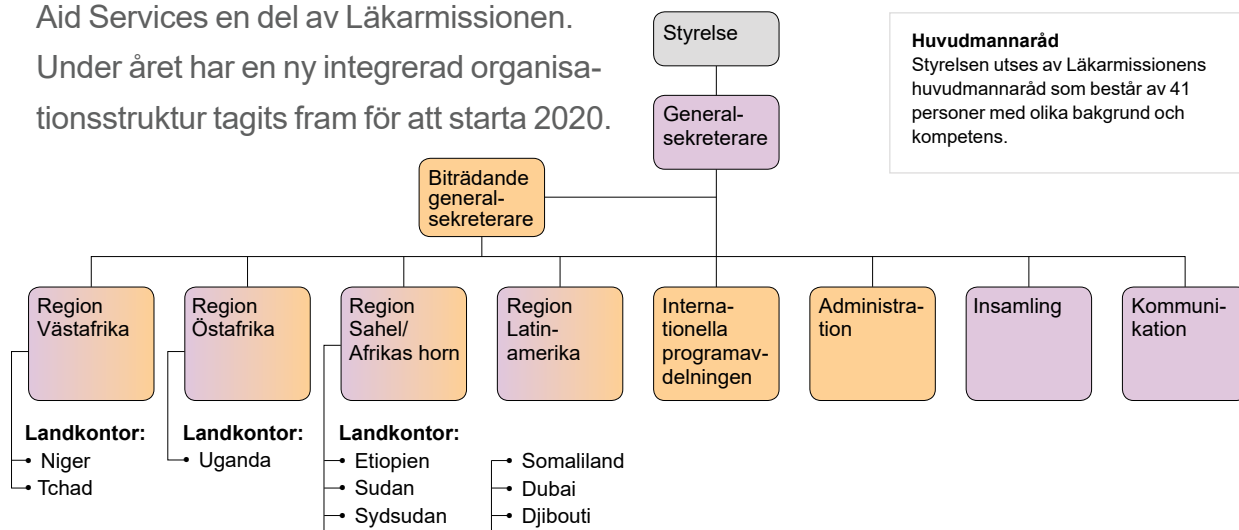 Aid Services en del av Läkarmissionen.
Under året har en ny integrerad organisa-
tionsstruktur tagits fram för att starta 2020.
Styrelse
General-
sekreterare
Huvudmannaråd
Styrelsen utses av Läkarmissionens
huvudmannaråd som består av 41
personer med olika bakgrund och
kompetens.
Biträdande
general-
sekreterare
Region
Västafrika
Region
Östafrika
Region
Sahel/
Afrikas horn
Region
Latin-
amerika
Interna-
tionella
programav-
delningen
Administra-
tion
Insamling
Kommuni-
kation
Landkontor:
• Niger
• Tchad
Landkontor:
• Uganda
Landkontor:
• Etiopien
• Sudan
• Sydsudan
• Somaliland
• Dubai
• Djibouti